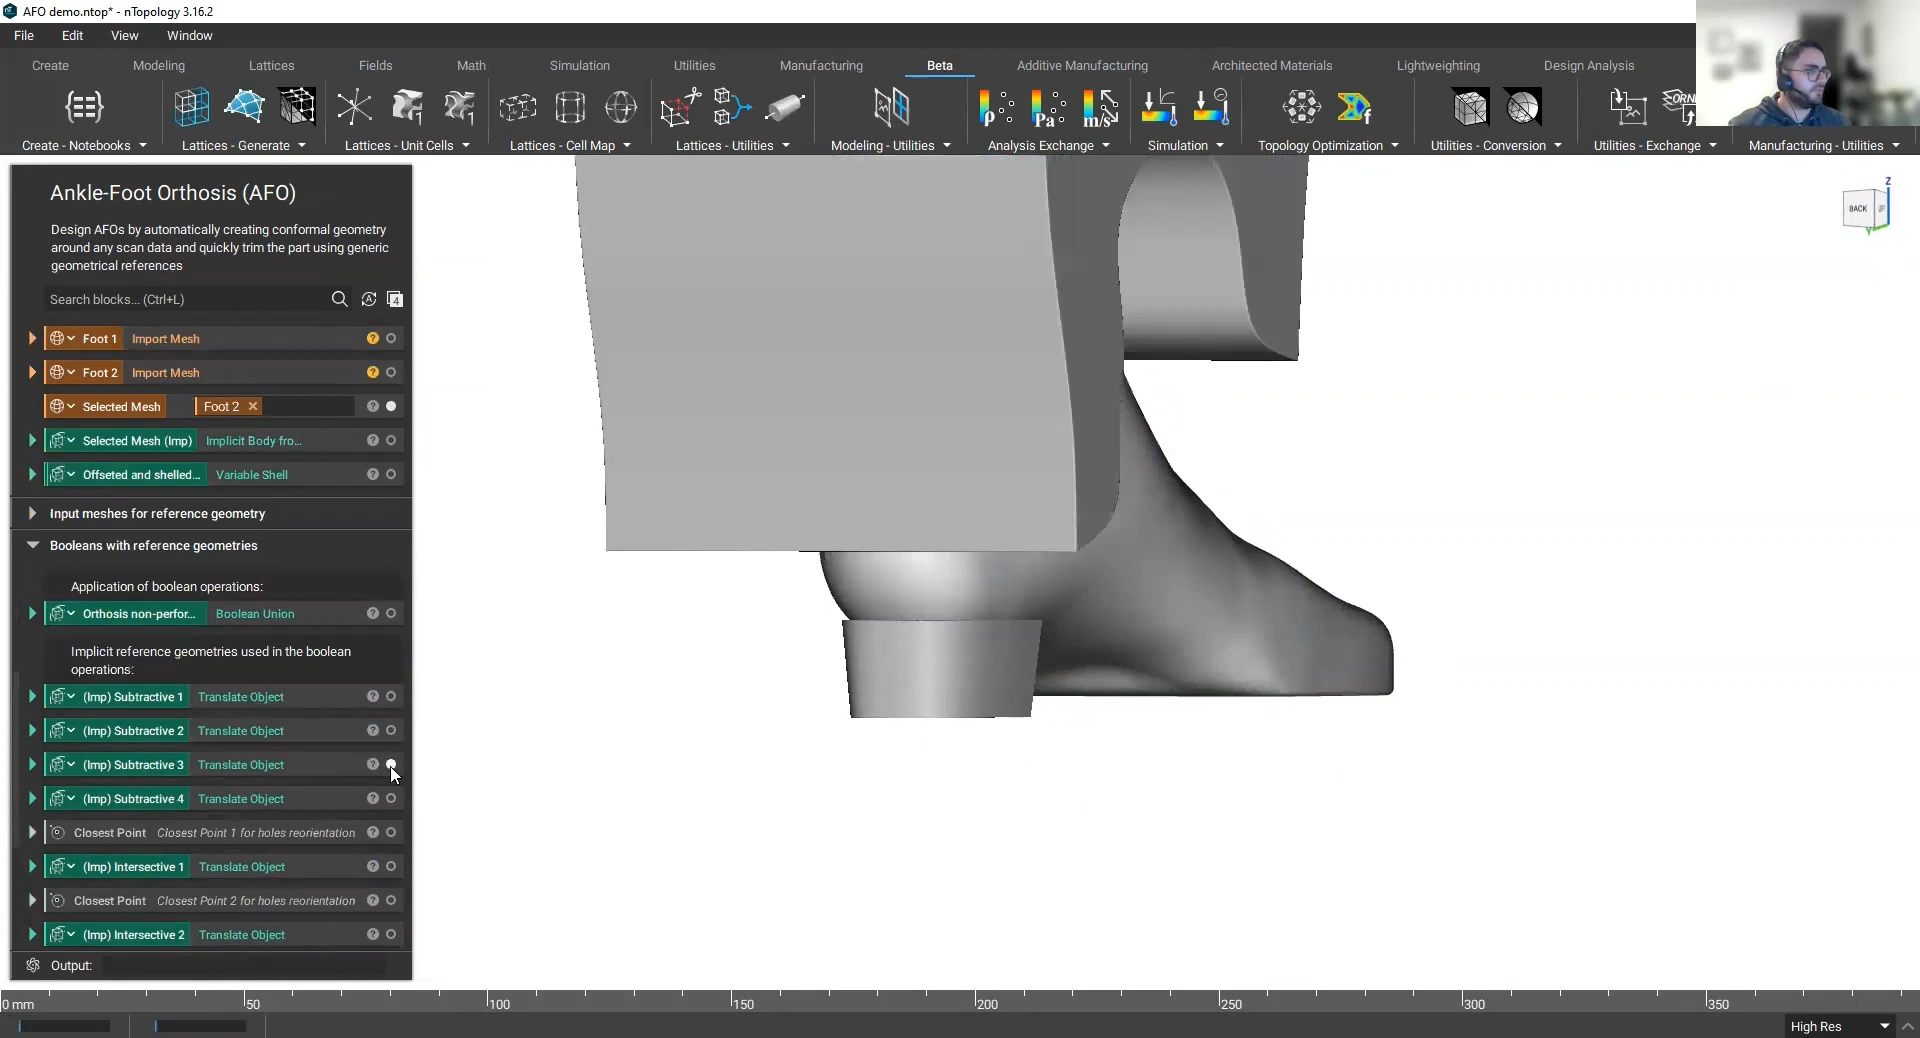 AFO demo.ntop* - nTopology 3.16.2
File Edit View Window
Create Modeling Lattices Fields Math Simulation Utilities Manufacturing Beta Additive Manufacturing Architected Materials Lightweighting Design Analysis
ρ Pa m/s
Create - Notebooks Lattices - Generate Lattices - Unit Cells Lattices - Cell Map Lattices - Utilities Modeling - Utilities Analysis Exchange Simulation Topology Optimization Utilities - Conversion Utilities - Exchange Manufacturing - Utilities
Ankle-Foot Orthosis (AFO)
Design AFOs by automatically creating conformal geometry
around any scan data and quickly trim the part using generic
geometrical references
Search blocks... (Ctrl+L) 4
Foot 1 Import Mesh
Foot 2 Import Mesh
Selected Mesh Foot 2
Selected Mesh (Imp) Implicit Body fro...
Offseted and shelled... Variable Shell
Input meshes for reference geometry
Booleans with reference geometries
Application of boolean operations:
Orthosis non-perfor... Boolean Union
Implicit reference geometries used in the boolean
operations:
(Imp) Subtractive 1 Translate Object
(Imp) Subtractive 2 Translate Object
(Imp) Subtractive 3 Translate Object
(Imp) Subtractive 4 Translate Object
Closest Point Closest Point 1 for holes reorientation
(Imp) Intersective 1 Translate Object
Closest Point Closest Point 2 for holes reorientation
(Imp) Intersective 2 Translate Object
Output:
Z
BACK
Y
0 mm 50 100 150 200 250 300 350
High Res